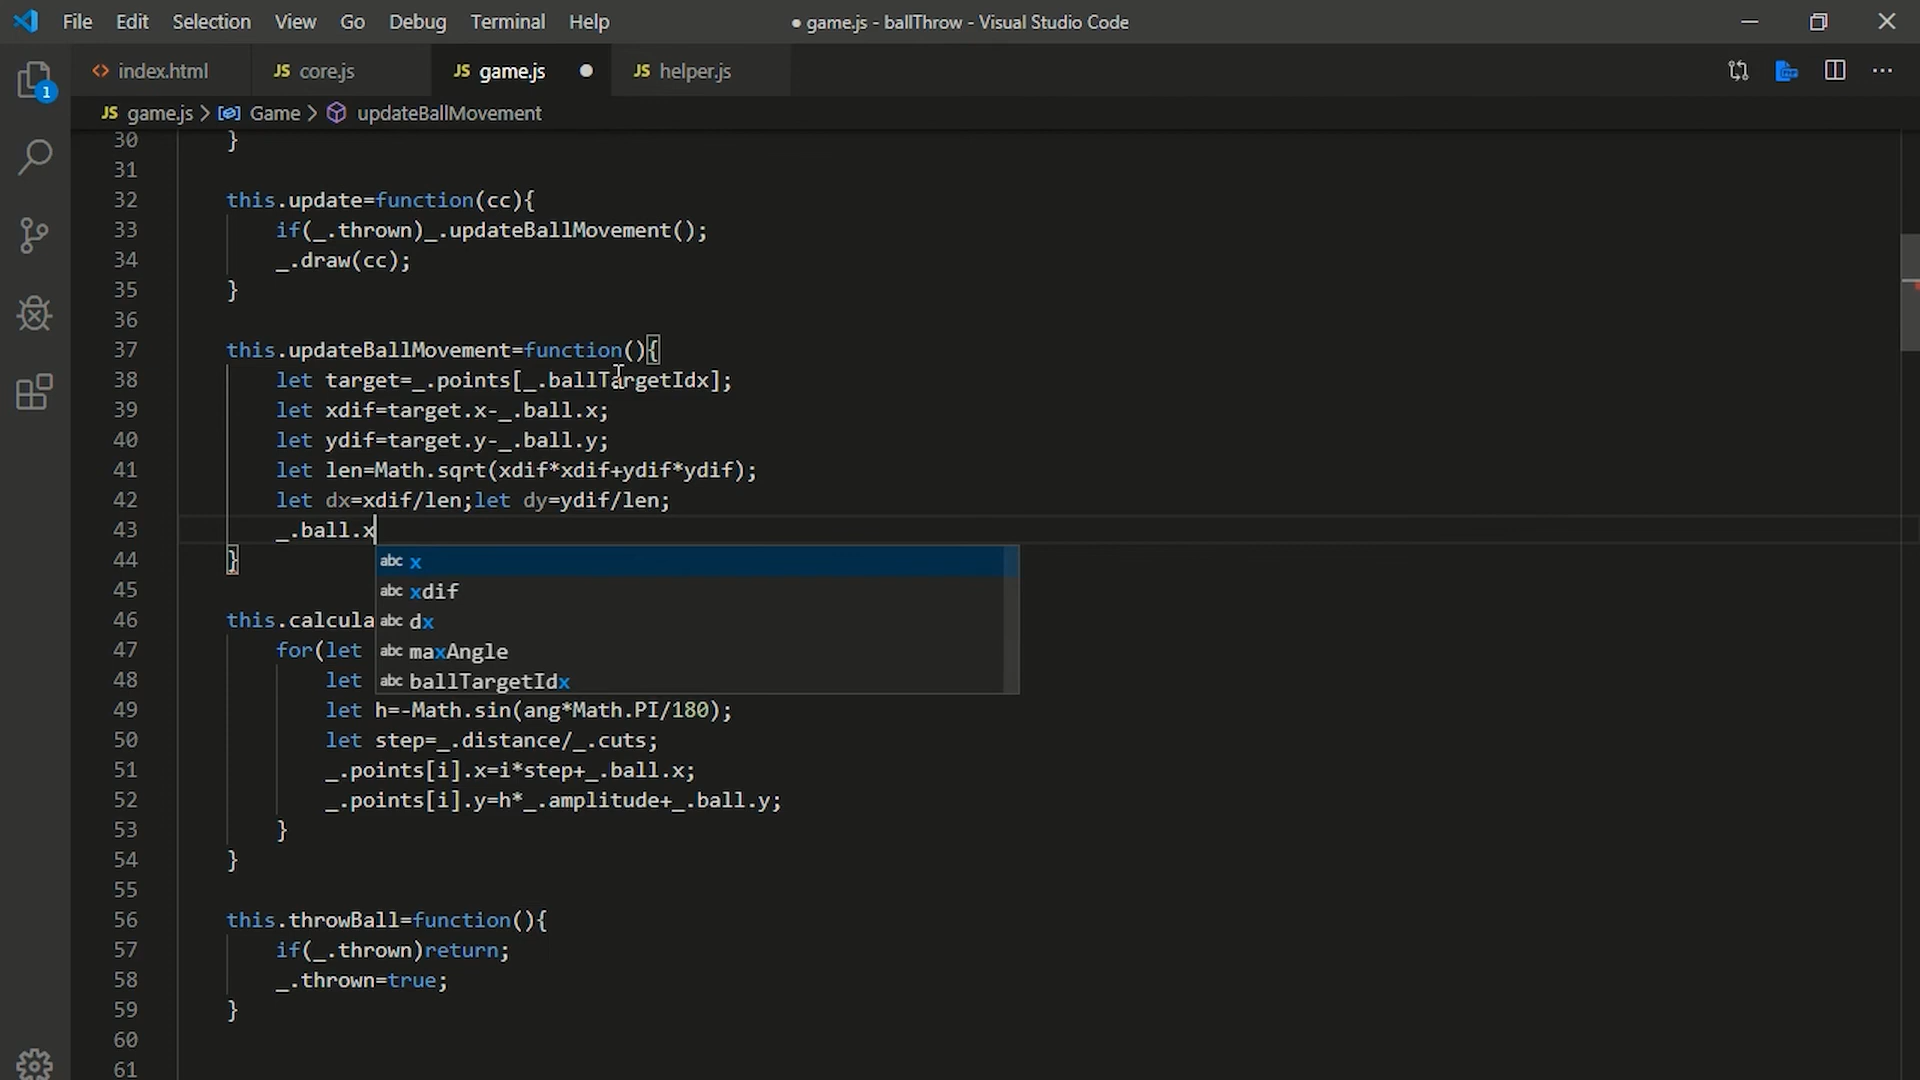 File Edit Selection View Go Debug Terminal Help ● game.js - ballThrow - Visual Studio Code
<> index.html JS core.js JS game.js ● JS helper.js
1
JS game.js > Game > updateBallMovement
30 }
31
32 this.update=function(cc){
33 if(_.thrown)_.updateBallMovement();
34 _.draw(cc);
35 }
36
37 this.updateBallMovement=function(){
38 let target=_.points[_.ballTargetIdx];
39 let xdif=target.x-_.ball.x;
40 let ydif=target.y-_.ball.y;
41 let len=Math.sqrt(xdif*xdif+ydif*ydif);
42 let dx=xdif/len;let dy=ydif/len;
43 _.ball.x
44 } abc x
45 abc xdif
46 this.calcula abc dx
47 for(let abc maxAngle
48 let abc ballTargetIdx
49 let h=-Math.sin(ang*Math.PI/180);
50 let step=_.distance/_.cuts;
51 _.points[i].x=i*step+_.ball.x;
52 _.points[i].y=h*_.amplitude+_.ball.y;
53 }
54 }
55
56 this.throwBall=function(){
57 if(_.thrown)return;
58 _.thrown=true;
59 }
60
61